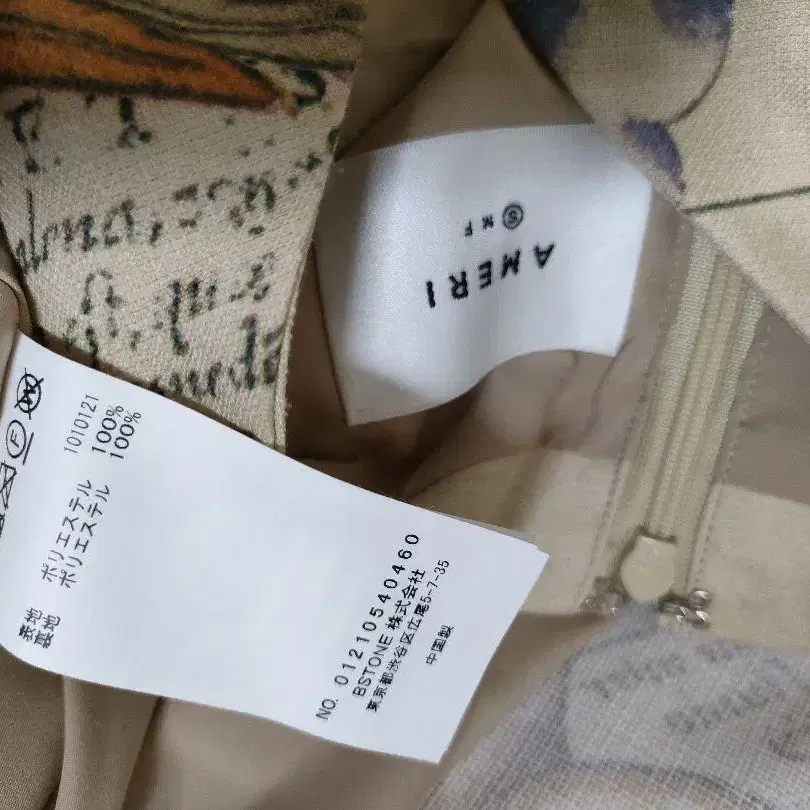 AMERI
Ⓢ M F
1010121
表地 ポリエステル 100%
裏地 ポリエステル 100%
NO. 01210540460
BSTONE 株式会社
東京都渋谷区広尾5-7-35
中国製